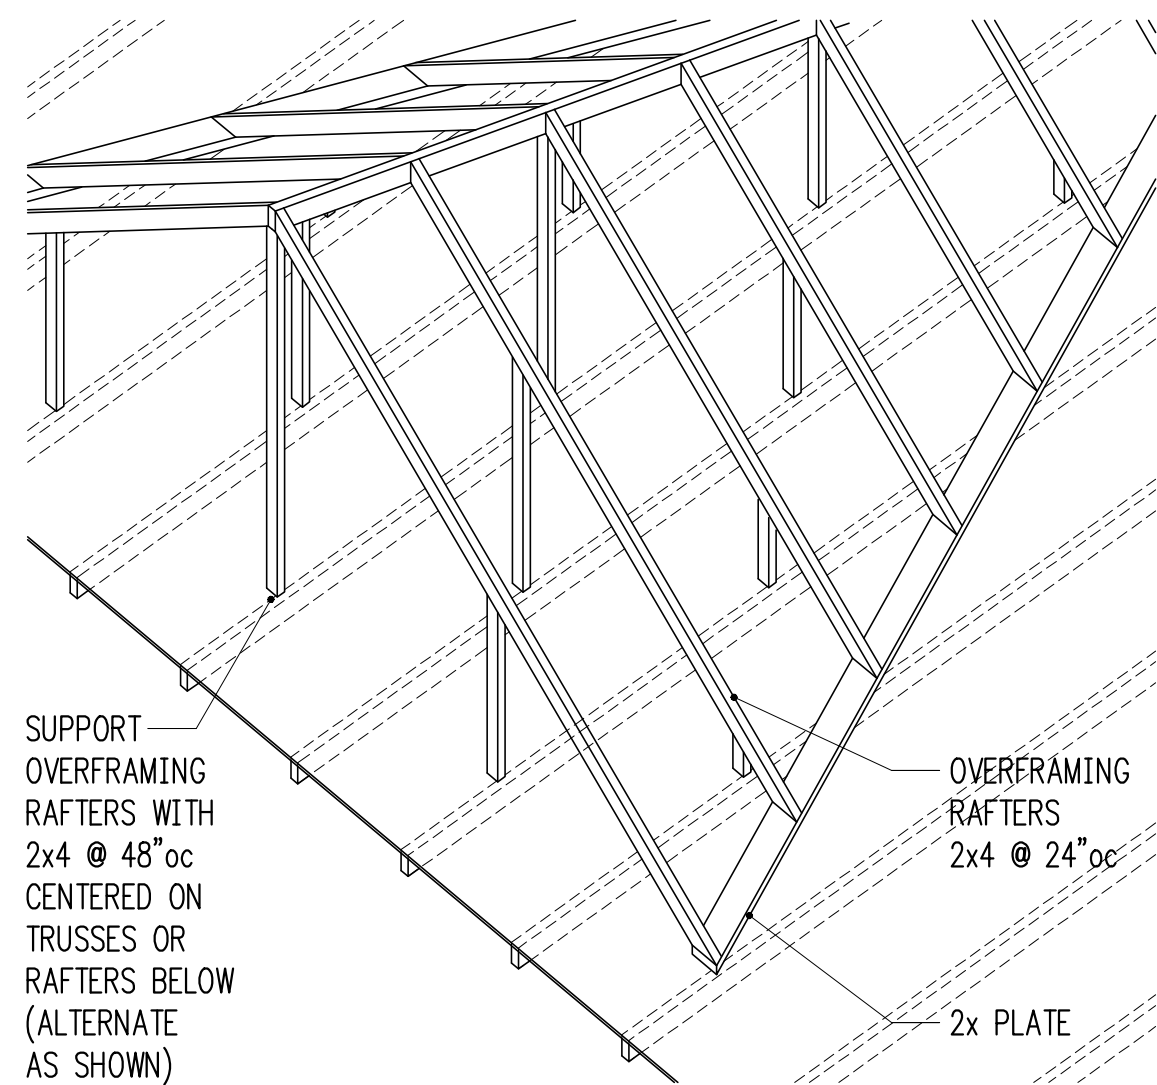 SUPPORT
OVERFRAMING
RAFTERS WITH
2x4 @ 48”oc
CENTERED ON
TRUSSES OR
RAFTERS BELOW
(ALTERNATE
AS SHOWN)
OVERFRAMING
RAFTERS
2x4 @ 24”oc
2x PLATE